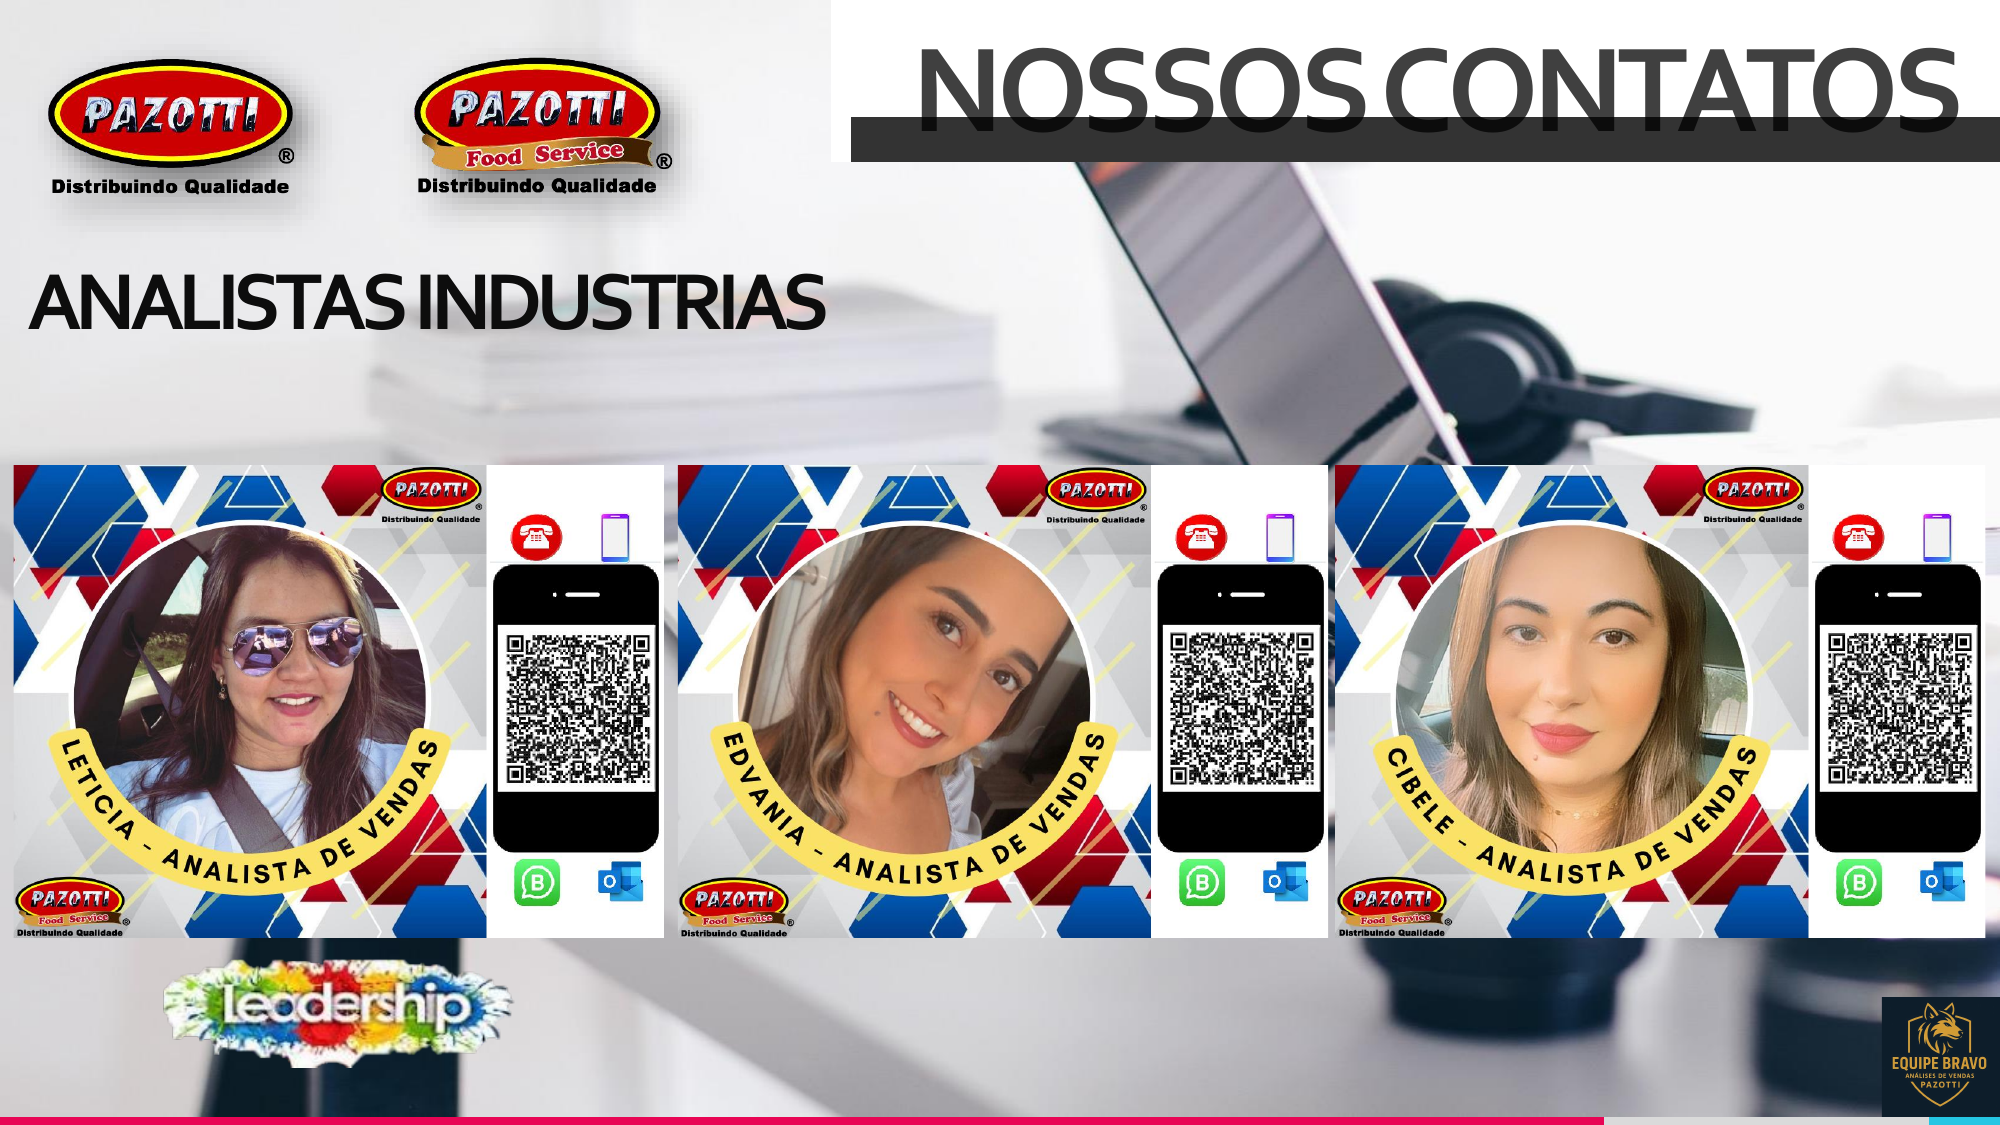 PAZOTTI
®
Distribuindo Qualidade
PAZOTTI
Food Service
®
Distribuindo Qualidade
NOSSOS CONTATOS
ANALISTAS INDUSTRIAS
PAZOTTI
®
Distribuindo Qualidade
LETICIA - ANALISTA DE VENDAS
PAZOTTI
Food Service
®
Distribuindo Qualidade
B
O
PAZOTTI
®
Distribuindo Qualidade
EDVANIA - ANALISTA DE VENDAS
PAZOTTI
Food Service
®
Distribuindo Qualidade
B
O
PAZOTTI
®
Distribuindo Qualidade
CIBELE - ANALISTA DE VENDAS
PAZOTTI
Food Service
®
Distribuindo Qualidade
B
O
Leadership
EQUIPE BRAVO
ANÁLISES DE VENDAS
PAZOTTI